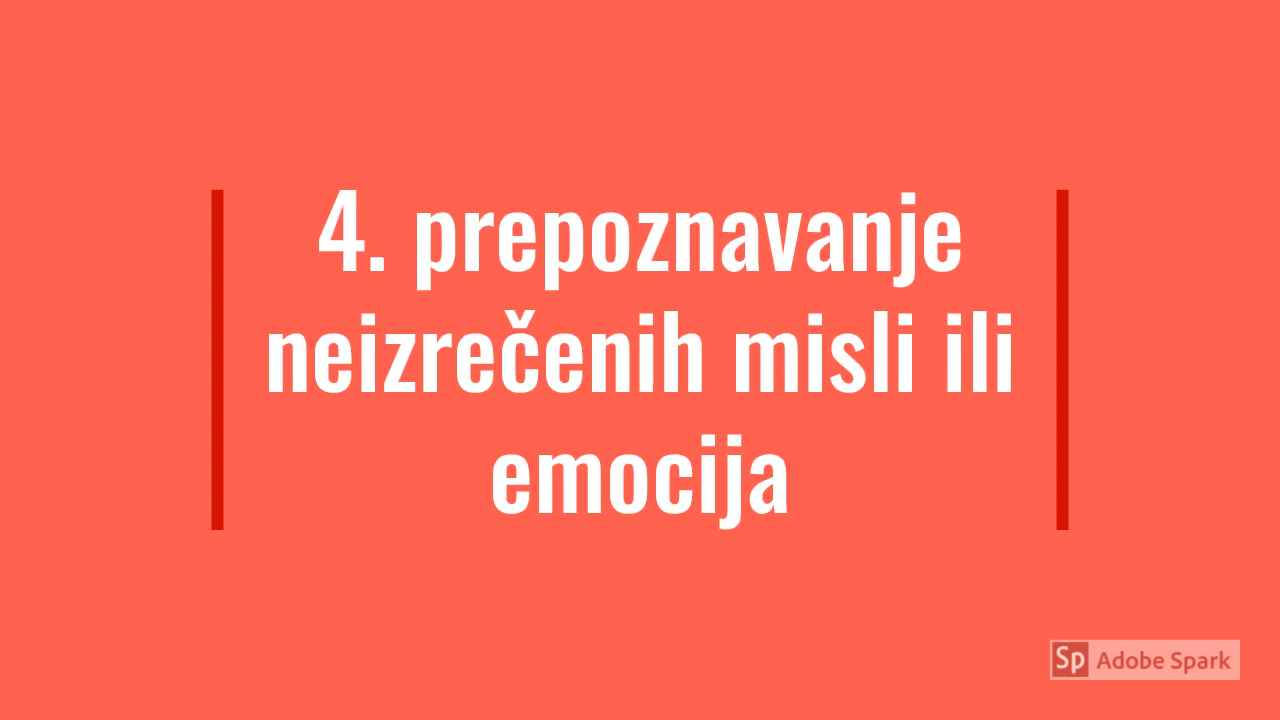 4. prepoznavanje
neizrečenih misli ili
emocija
Sp Adobe Spark